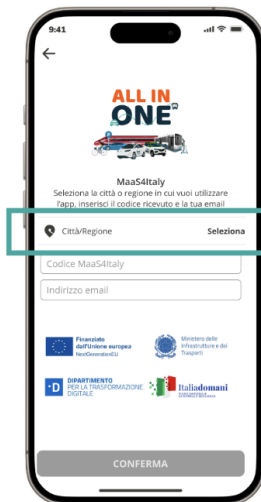 9:41
ALL IN
ONE
MaaS4Italy
Seleziona la città o regione in cui vuoi utilizzare
l'app, inserisci il codice ricevuto e la tua email
Città/Regione Seleziona
Codice MaaS4Italy
Indirizzo email
Finanziato
dall'Unione europea
NextGenerationEU
Ministero delle
Infrastrutture e dei
Trasporti
DIPARTIMENTO
PER LA TRASFORMAZIONE
DIGITALE
Italiadomani
CONFERMA